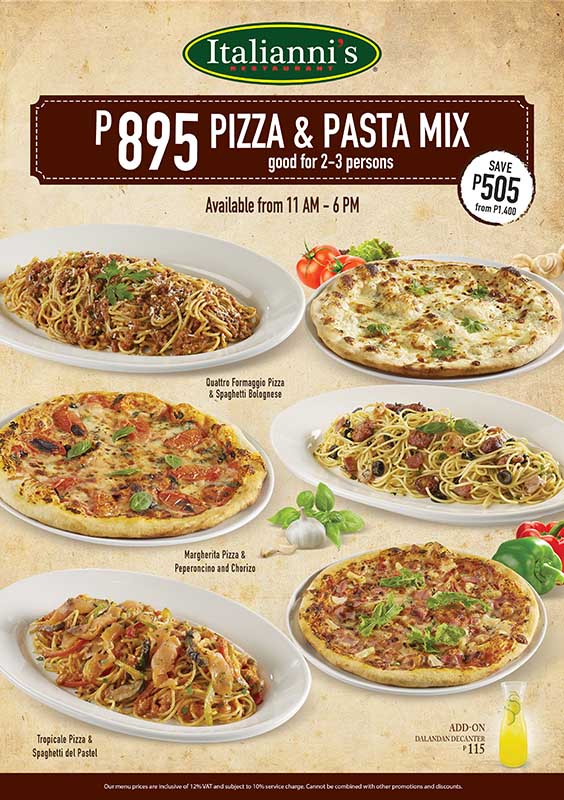 Italianni's
RESTAURANT
®
P895 PIZZA & PASTA MIX
good for 2-3 persons
SAVE
P505
from P1,400
Available from 11 AM - 6 PM
Quattro Formaggio Pizza
& Spaghetti Bolognese
Margherita Pizza &
Peperoncino and Chorizo
Tropicale Pizza &
Spaghetti del Pastel
ADD-ON
DALANDAN DECANTER
P115
Our menu prices are inclusive of 12% VAT and subject to 10% service charge. Cannot be combined with other promotions and discounts.